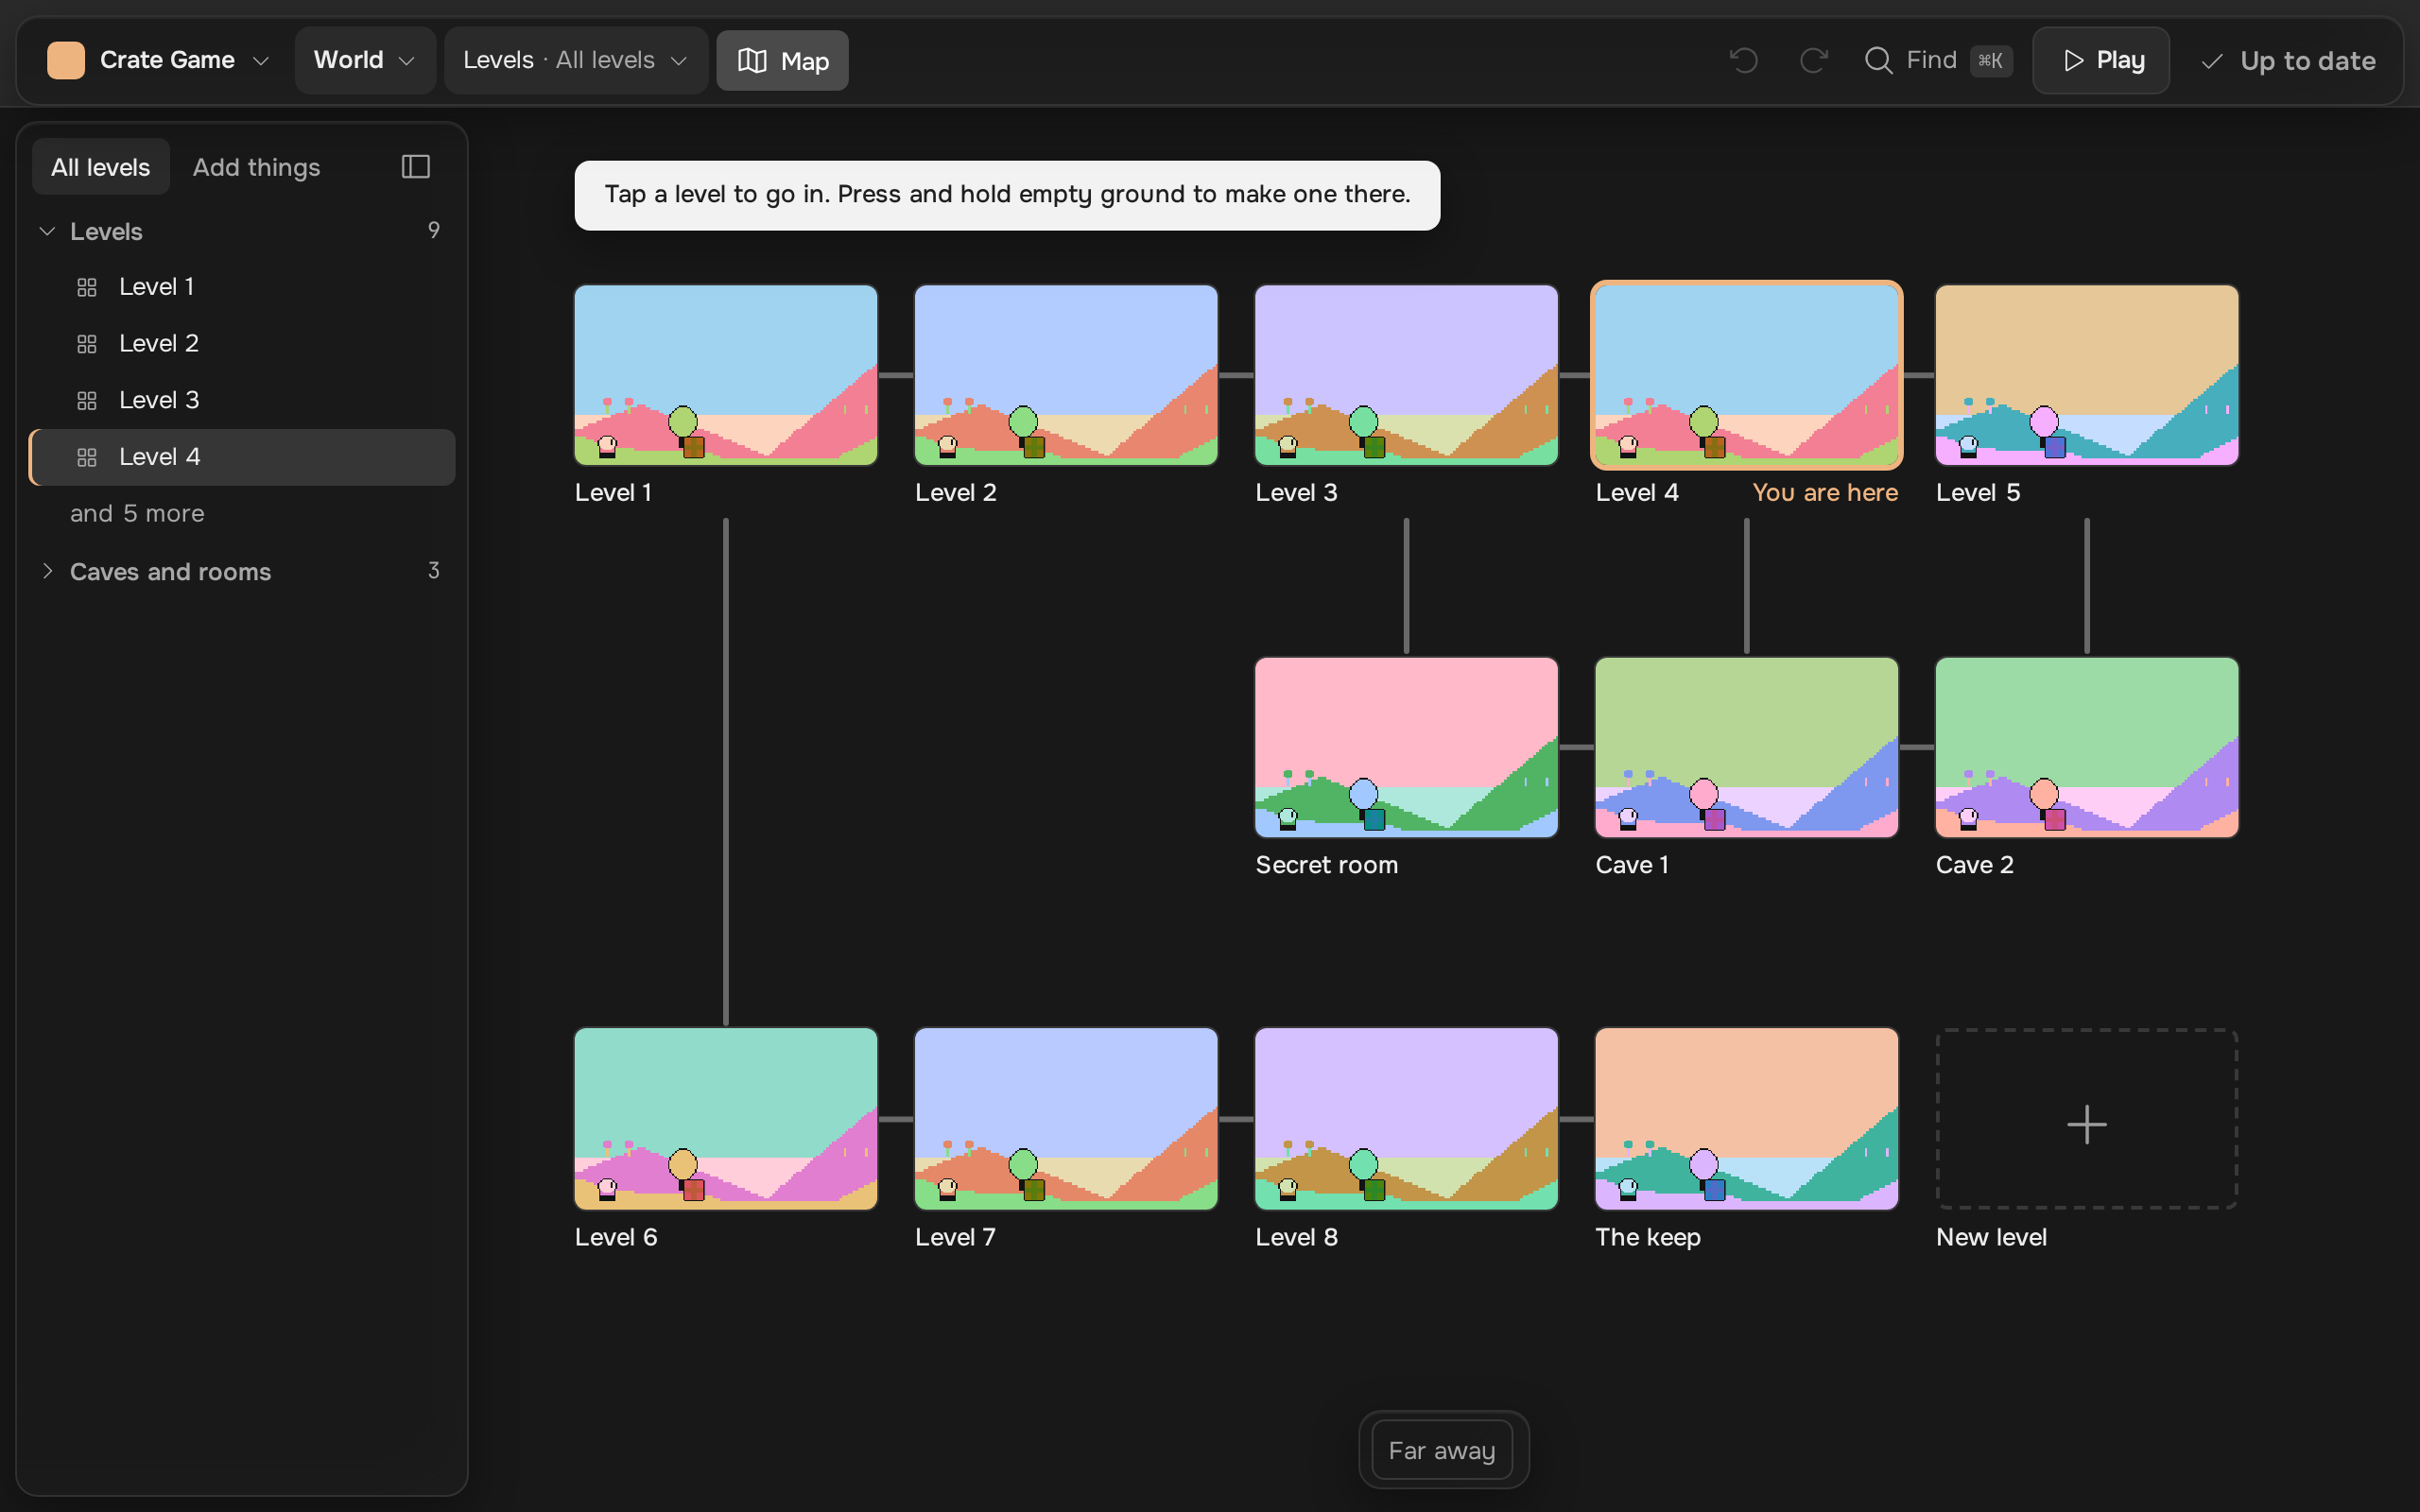 Crate Game
World
Levels · All levels
Map
Find ⌘K
Play
Up to date
All levels
Add things
Levels 9
Level 1
Level 2
Level 3
Level 4
and 5 more
Caves and rooms 3
Tap a level to go in. Press and hold empty ground to make one there.
Level 1
Level 2
Level 3
Level 4 You are here
Level 5
Secret room
Cave 1
Cave 2
Level 6
Level 7
Level 8
The keep
New level
Far away